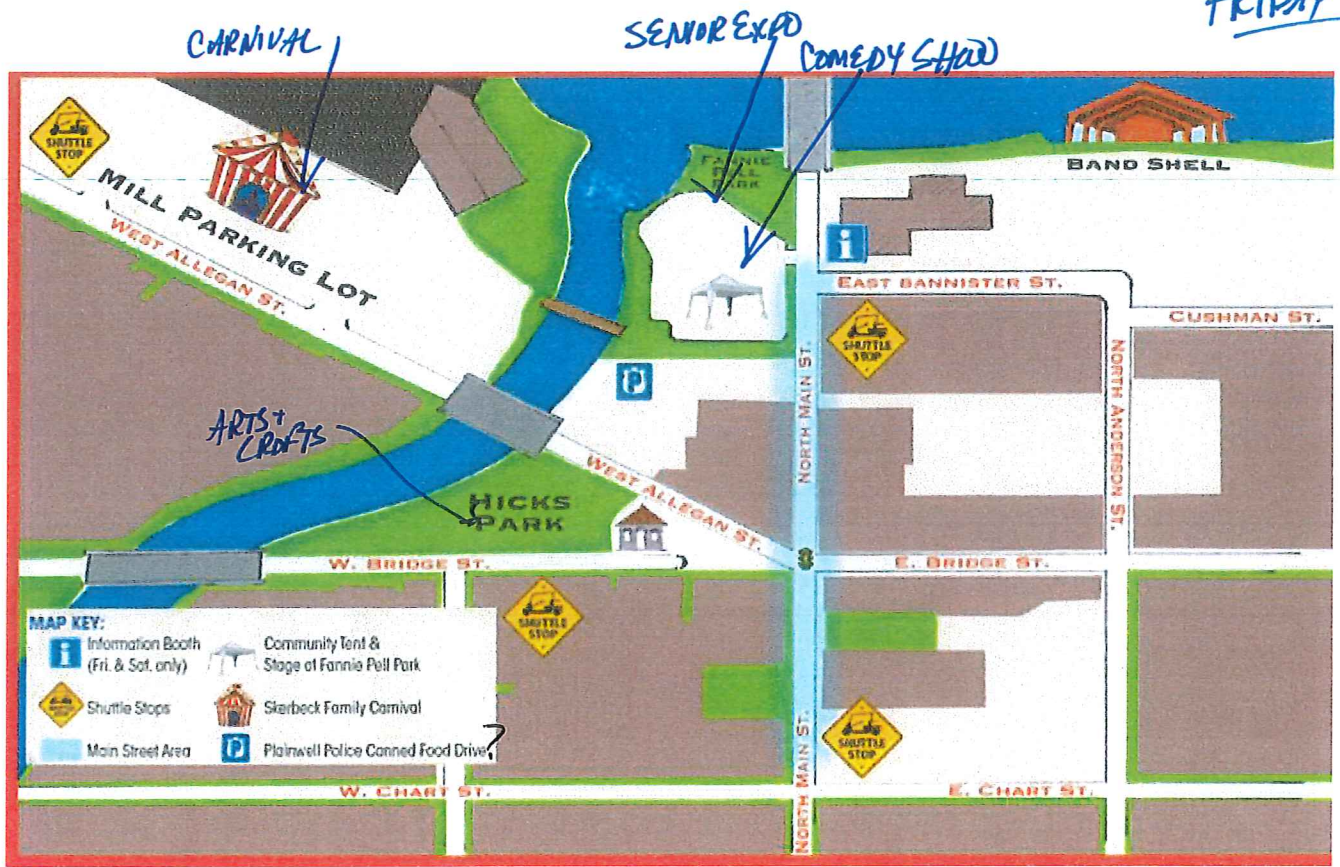 FRIDAY
CARNIVAL
SENIOR EXPO
COMEDY SHOW
SHUTTLE
STOP
MILL PARKING LOT
WEST ALLEGAN ST.
FANNIE
PELL
PARK
BAND SHELL
i
EAST BANNISTER ST.
CUSHMAN ST.
SHUTTLE
STOP
P
NORTH MAIN ST.
NORTH ANDERSON ST.
ARTS +
CRAFTS
HICKS
PARK
WEST ALLEGAN ST.
W. BRIDGE ST.
E. BRIDGE ST.
SHUTTLE
STOP
MAP KEY:
i Information Booth
(Fri. & Sat. only)
Community Tent &
Stage at Fannie Pell Park
Shuttle Stops
Skerbeck Family Carnival
Main Street Area
P Plainwell Police Canned Food Drive ?
SHUTTLE
STOP
NORTH MAIN ST.
W. CHART ST.
E. CHART ST.